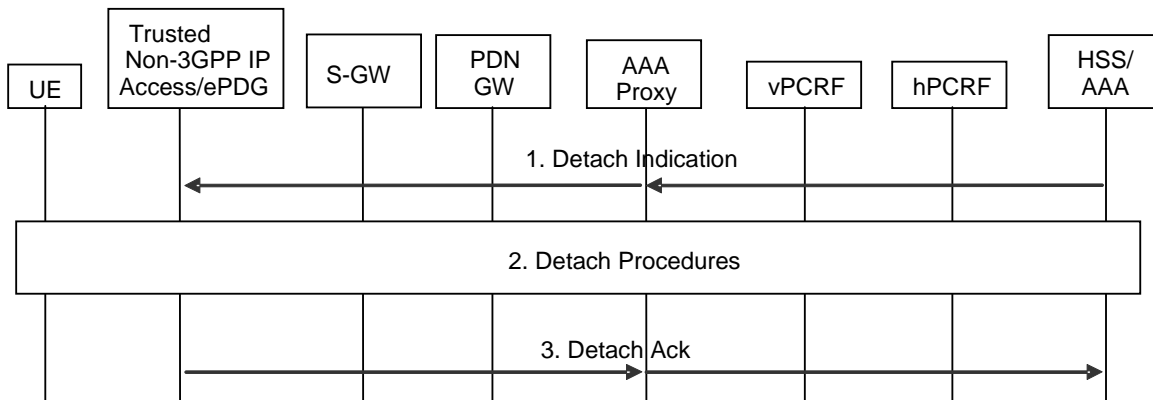 UE
Trusted
Non-3GPP IP
Access/ePDG
S-GW
PDN
GW
AAA
Proxy
vPCRF
hPCRF
HSS/
AAA
1. Detach Indication
2. Detach Procedures
3. Detach Ack